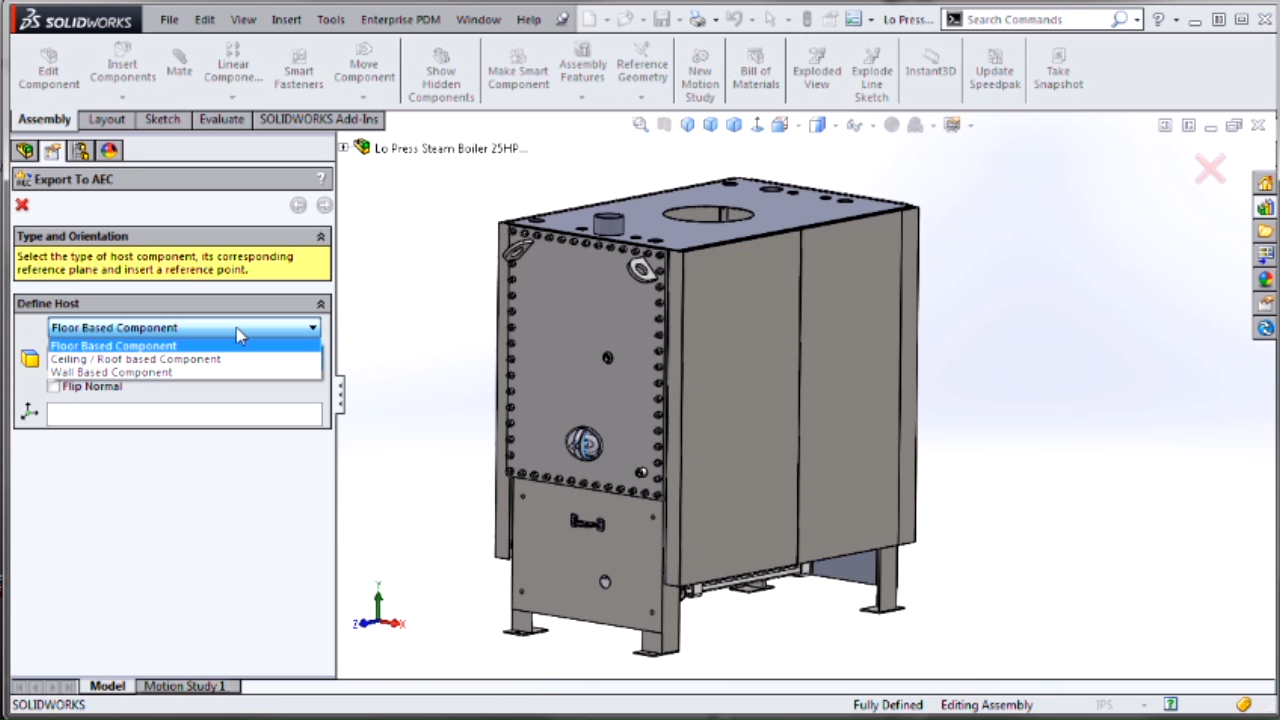 SOLIDWORKS File Edit View Insert Tools Enterprise PDM Window Help Lo Press... Search Commands ?
Edit Component
Insert Components
Mate
Linear Compone...
Smart Fasteners
Move Component
Show Hidden Components
Make Smart Component
Assembly Features
Reference Geometry
New Motion Study
Bill of Materials
Exploded View
Explode Line Sketch
Instant3D
Update Speedpak
Take Snapshot
Assembly Layout Sketch Evaluate SOLIDWORKS Add-Ins
Lo Press Steam Boiler 25HP...
Export To AEC ?
Type and Orientation
Select the type of host component, its corresponding
reference plane and insert a reference point.
Define Host
Floor Based Component
Floor Based Component
Ceiling / Roof based Component
Wall Based Component
Flip Normal
Y
Z X
Model Motion Study 1
SOLIDWORKS Fully Defined Editing Assembly IPS ?